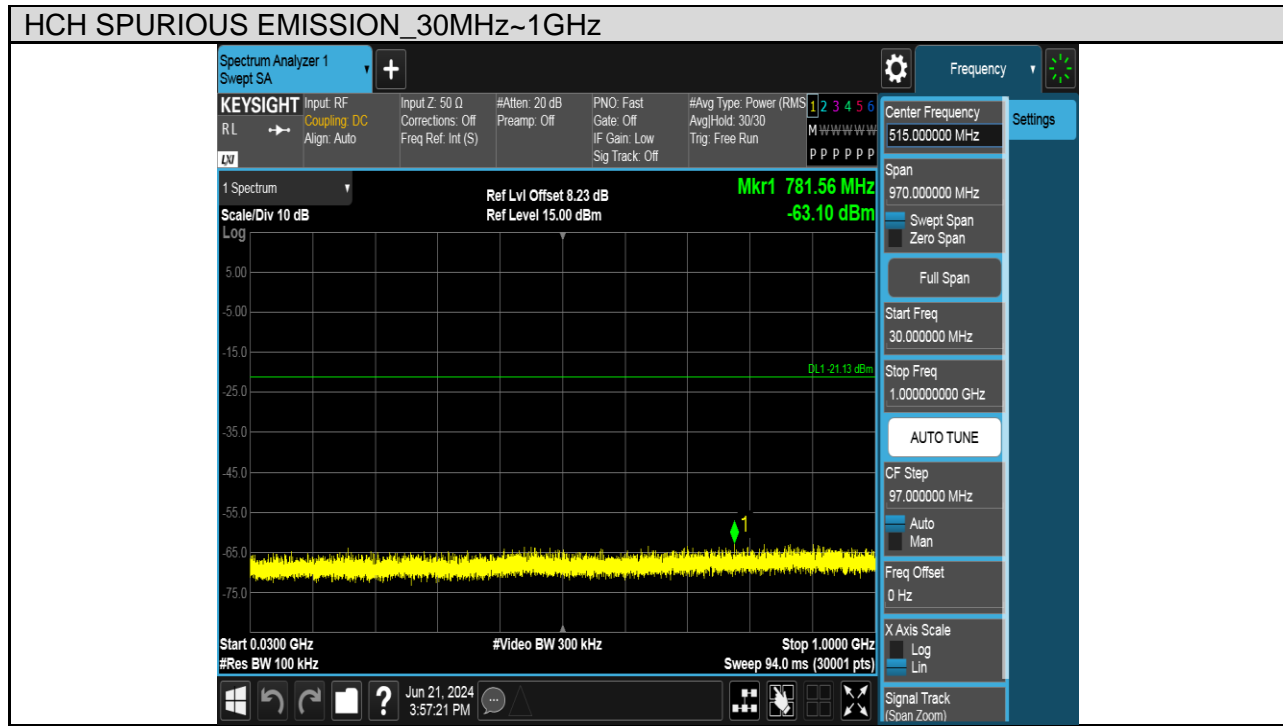 HCH SPURIOUS EMISSION_30MHz~1GHz
Spectrum Analyzer 1
Swept SA
+
Frequency
KEYSIGHT
RL
LXI
Input: RF
Coupling: DC
Align: Auto
Input Z: 50 Ω
Corrections: Off
Freq Ref: Int (S)
#Atten: 20 dB
Preamp: Off
PNO: Fast
Gate: Off
IF Gain: Low
Sig Track: Off
#Avg Type: Power (RMS
Avg|Hold: 30/30
Trig: Free Run
1 2 3 4 5 6
M W W W W W
P P P P P P
1 Spectrum
Scale/Div 10 dB
Ref Lvl Offset 8.23 dB
Ref Level 15.00 dBm
Mkr1 781.56 MHz
-63.10 dBm
Log
5.00
-5.00
-15.0
DL1 -21.13 dBm
-25.0
-35.0
-45.0
-55.0
1
-65.0
-75.0
Start 0.0300 GHz
#Res BW 100 kHz
#Video BW 300 kHz
Stop 1.0000 GHz
Sweep 94.0 ms (30001 pts)
?
Jun 21, 2024
3:57:21 PM
Center Frequency
515.000000 MHz
Settings
Span
970.000000 MHz
Swept Span
Zero Span
Full Span
Start Freq
30.000000 MHz
Stop Freq
1.000000000 GHz
AUTO TUNE
CF Step
97.000000 MHz
Auto
Man
Freq Offset
0 Hz
X Axis Scale
Log
Lin
Signal Track
(Span Zoom)